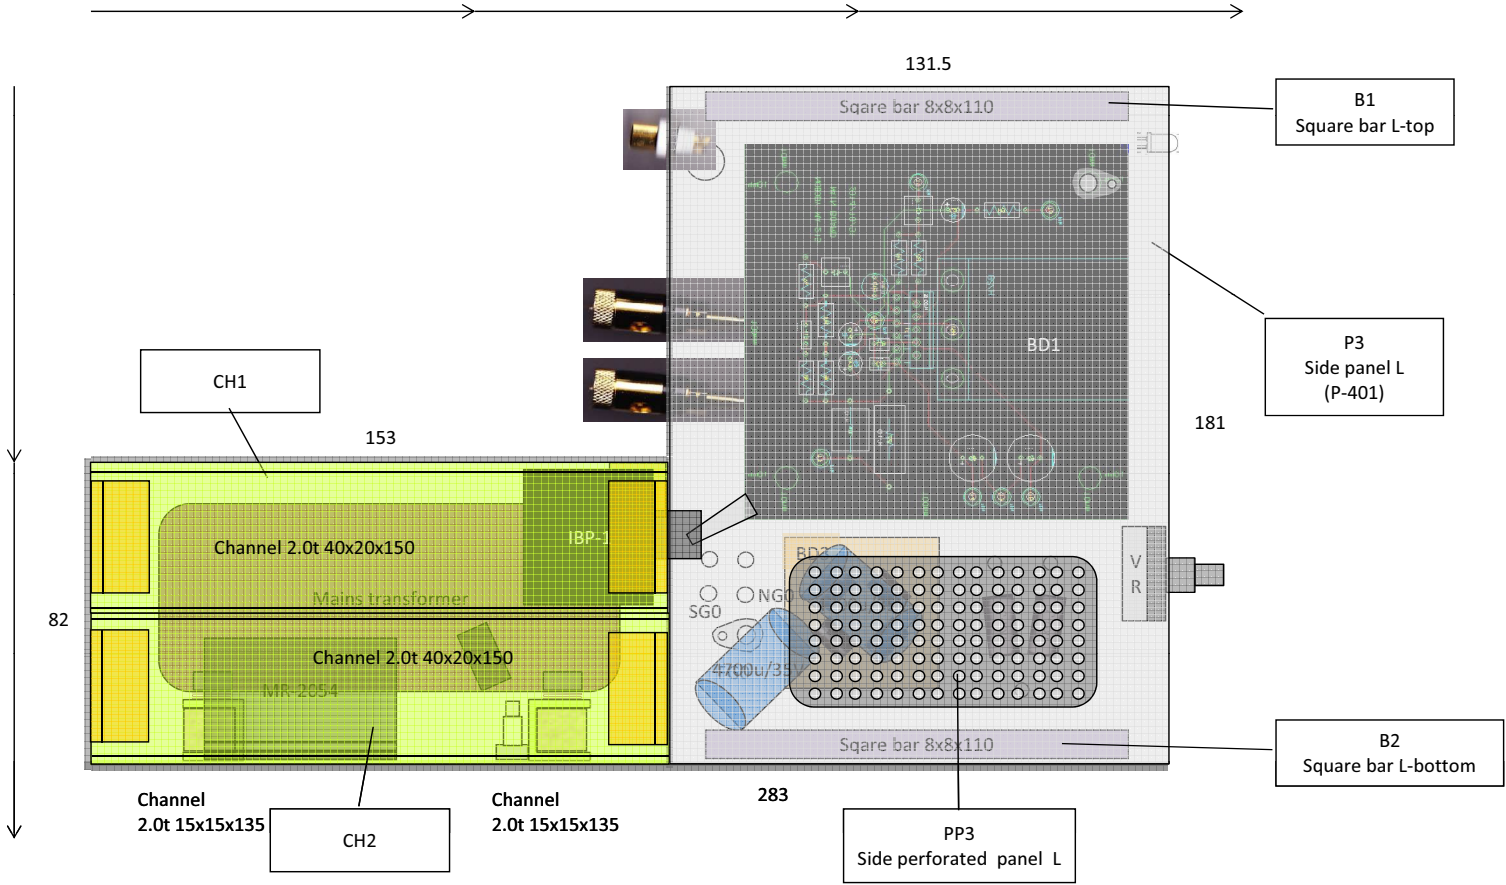 131.5
Sqare bar 8x8x110
B1
Square bar L-top
BD1
P3
Side panel L
(P-401)
CH1
153
181
IBP-1
Channel 2.0t 40x20x150
BD2
V
R
Mains transformer
NG0
SG0
82
Channel 2.0t 40x20x150
4700u/35V
MR-2054
Sqare bar 8x8x110
B2
Square bar L-bottom
Channel
2.0t 15x15x135
Channel
2.0t 15x15x135
283
CH2
PP3
Side perforated panel L